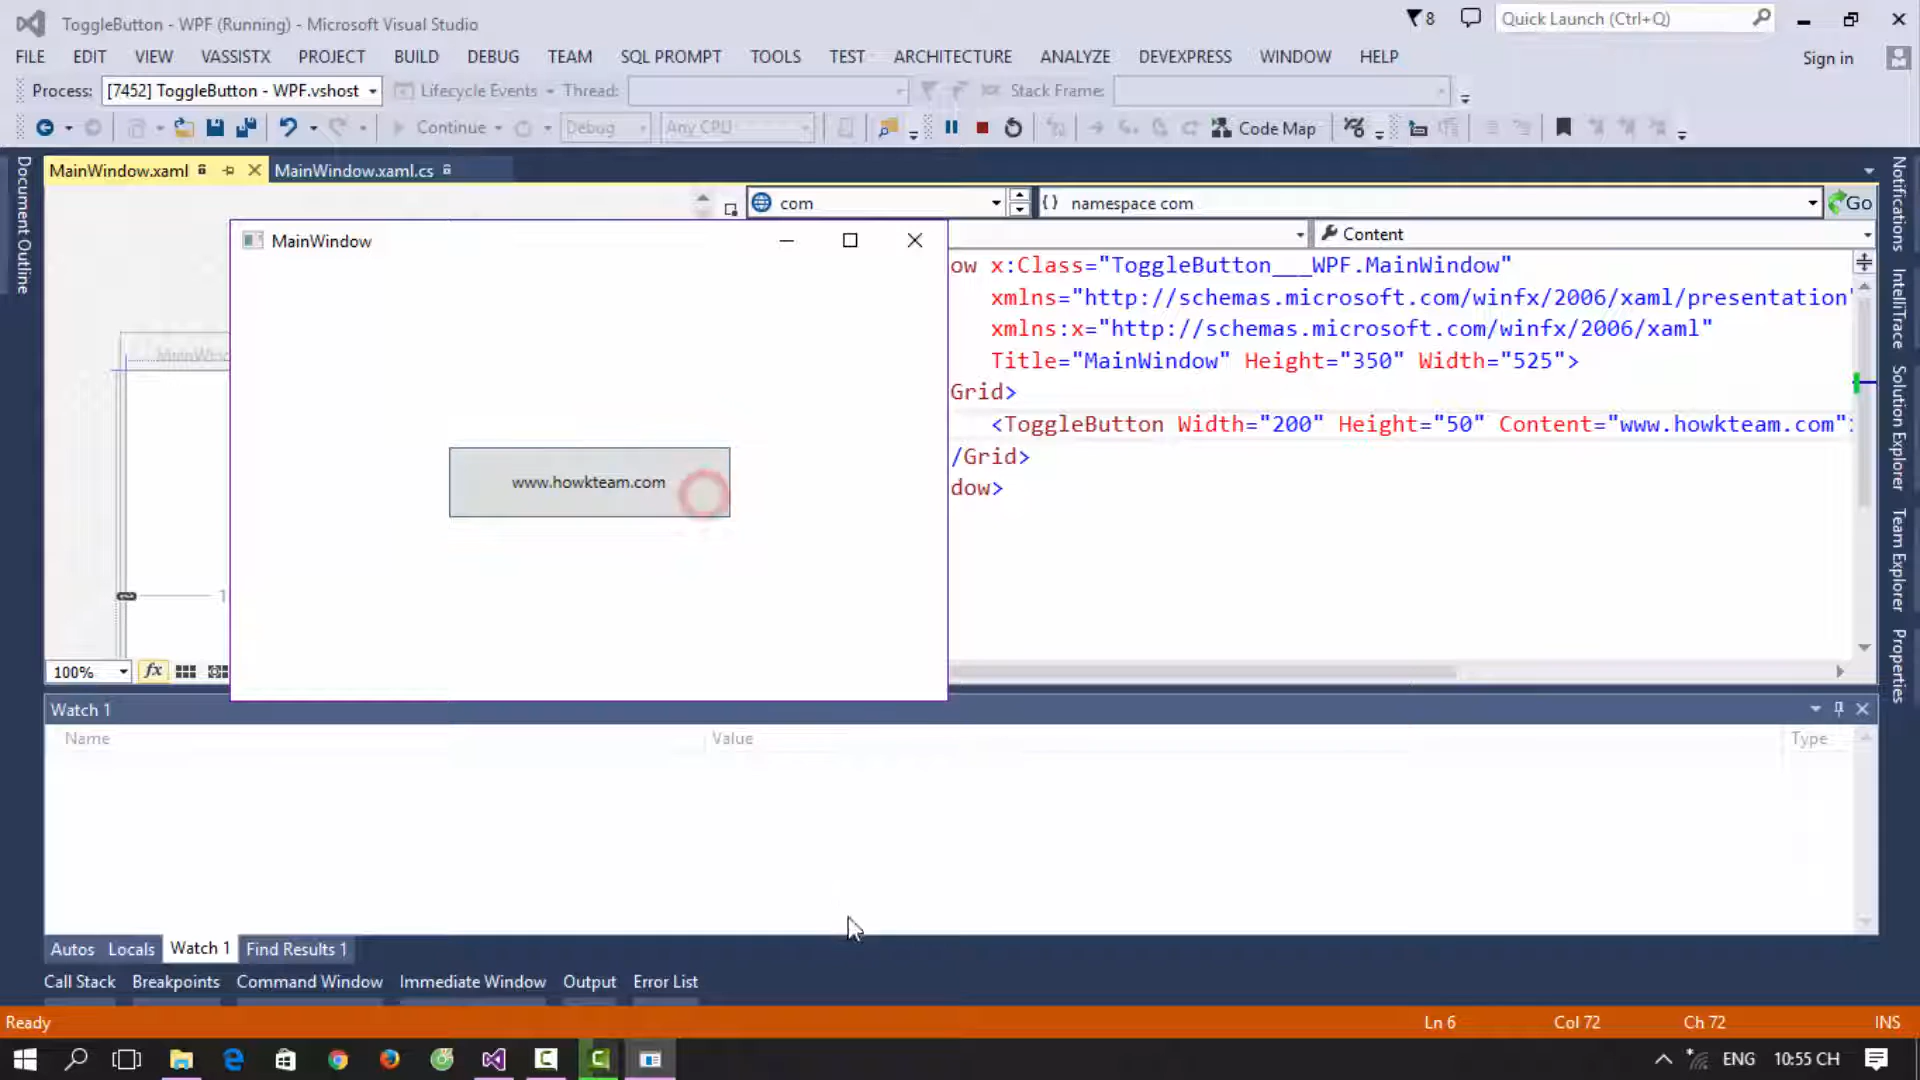 ToggleButton - WPF (Running) - Microsoft Visual Studio
8
Quick Launch (Ctrl+Q)
FILE EDIT VIEW VASSISTX PROJECT BUILD DEBUG TEAM SQL PROMPT TOOLS TEST ARCHITECTURE ANALYZE DEVEXPRESS WINDOW HELP
Sign in
Process: [7452] ToggleButton - WPF.vshost Lifecycle Events Thread: Stack Frame:
Continue Debug Any CPU Code Map
Document Outline
MainWindow.xaml MainWindow.xaml.cs
com {} namespace com Go
MainWindow
Content
ow x:Class="ToggleButton___WPF.MainWindow"
xmlns="http://schemas.microsoft.com/winfx/2006/xaml/presentation"
xmlns:x="http://schemas.microsoft.com/winfx/2006/xaml"
Title="MainWindow" Height="350" Width="525">
Grid>
<ToggleButton Width="200" Height="50" Content="www.howkteam.com">
/Grid>
dow>
www.howkteam.com
100% fx
Notifications
IntelliTrace
Solution Explorer
Team Explorer
Properties
Watch 1
Name Value Type
Autos Locals Watch 1 Find Results 1
Call Stack Breakpoints Command Window Immediate Window Output Error List
Ready Ln 6 Col 72 Ch 72 INS
ENG 10:55 CH